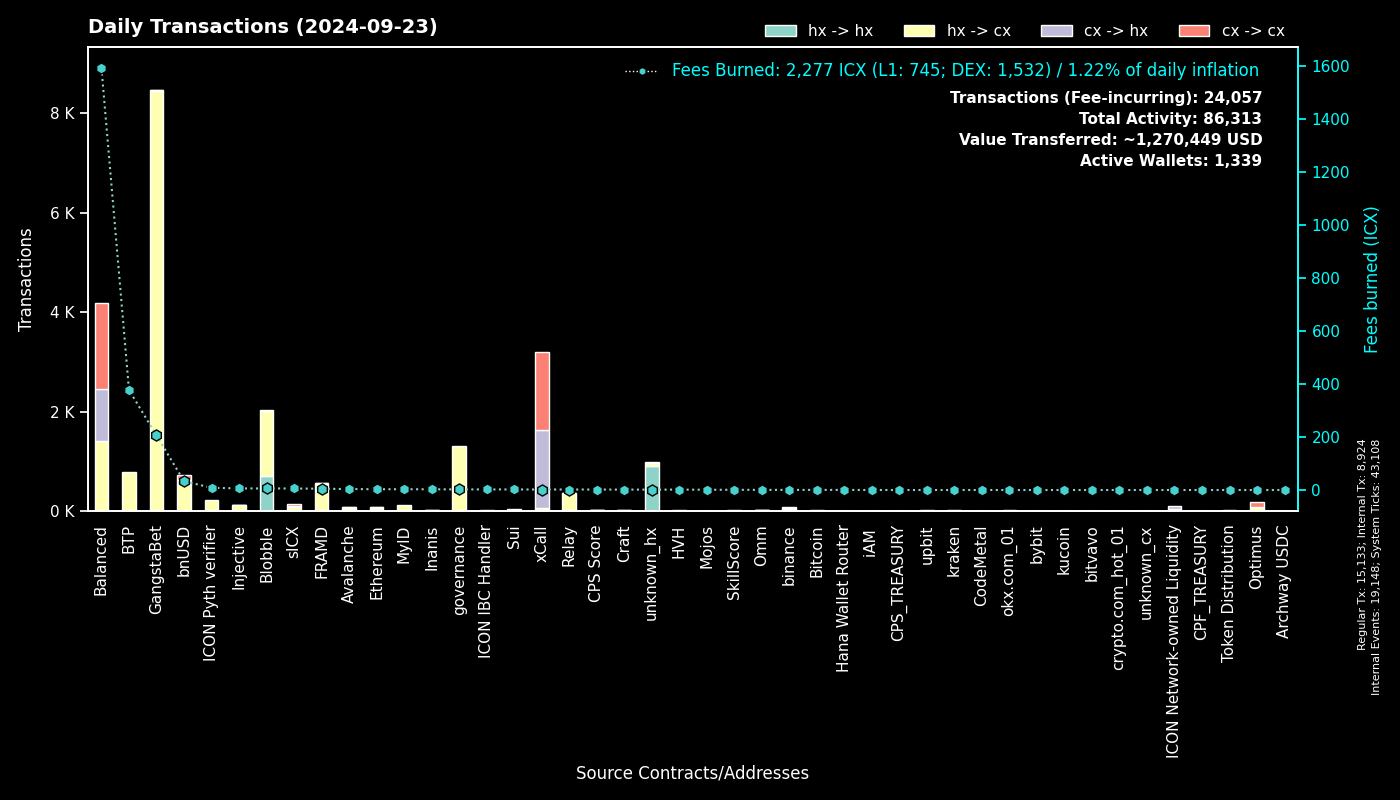 Daily Transactions (2024-09-23)
hx -> hx
hx -> cx
cx -> hx
cx -> cx
Fees Burned: 2,277 ICX (L1: 745; DEX: 1,532) / 1.22% of daily inflation
Transactions (Fee-incurring): 24,057
Total Activity: 86,313
Value Transferred: ~1,270,449 USD
Active Wallets: 1,339
Transactions
8 K
6 K
4 K
2 K
0 K
1600
1400
1200
1000
800
600
400
200
0
Fees burned (ICX)
Regular Tx: 15,133; Internal Tx: 8,924
Internal Events: 19,148; System Ticks: 43,108
Balanced
BTP
GangstaBet
bnUSD
ICON Pyth verifier
Injective
Blobble
sICX
FRAMD
Avalanche
Ethereum
MyID
Inanis
governance
ICON IBC Handler
Sui
xCall
Relay
CPS Score
Craft
unknown_hx
HVH
Mojos
SkillScore
Omm
binance
Bitcoin
Hana Wallet Router
iAM
CPS_TREASURY
upbit
kraken
CodeMetal
okx.com_01
bybit
kucoin
bitvavo
crypto.com_hot_01
unknown_cx
ICON Network-owned Liquidity
CPF_TREASURY
Token Distribution
Optimus
Archway USDC
Source Contracts/Addresses